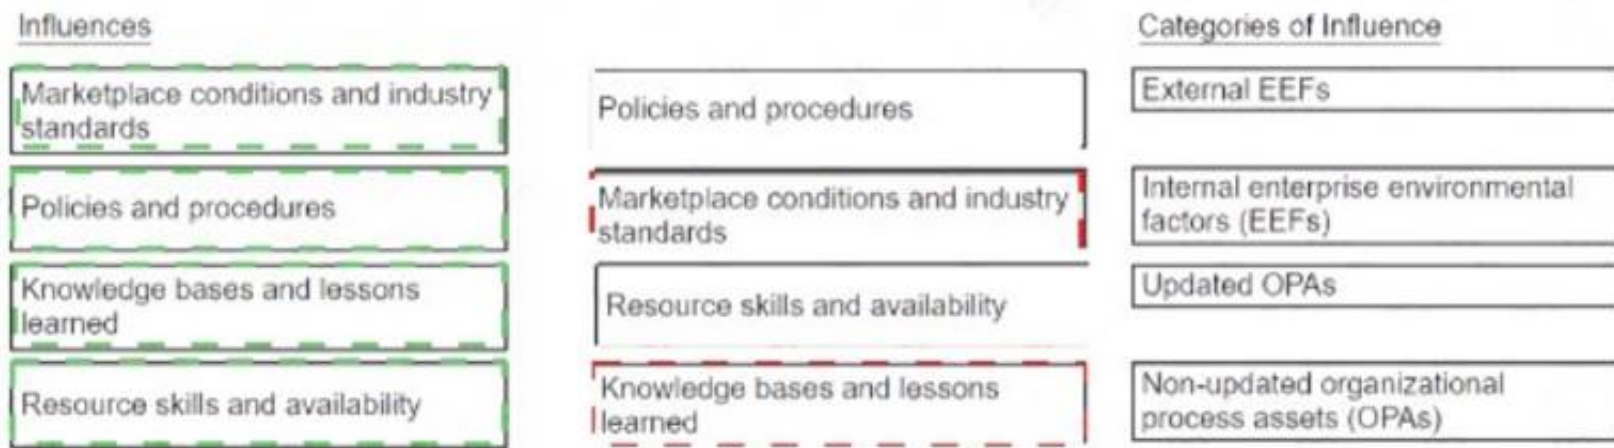 Influences
Categories of Influence
Marketplace conditions and industry
standards
Policies and procedures
External EEFs
Policies and procedures
Marketplace conditions and industry
standards
Internal enterprise environmental
factors (EEFs)
Knowledge bases and lessons
learned
Resource skills and availability
Updated OPAs
Resource skills and availability
Knowledge bases and lessons
learned
Non-updated organizational
process assets (OPAs)